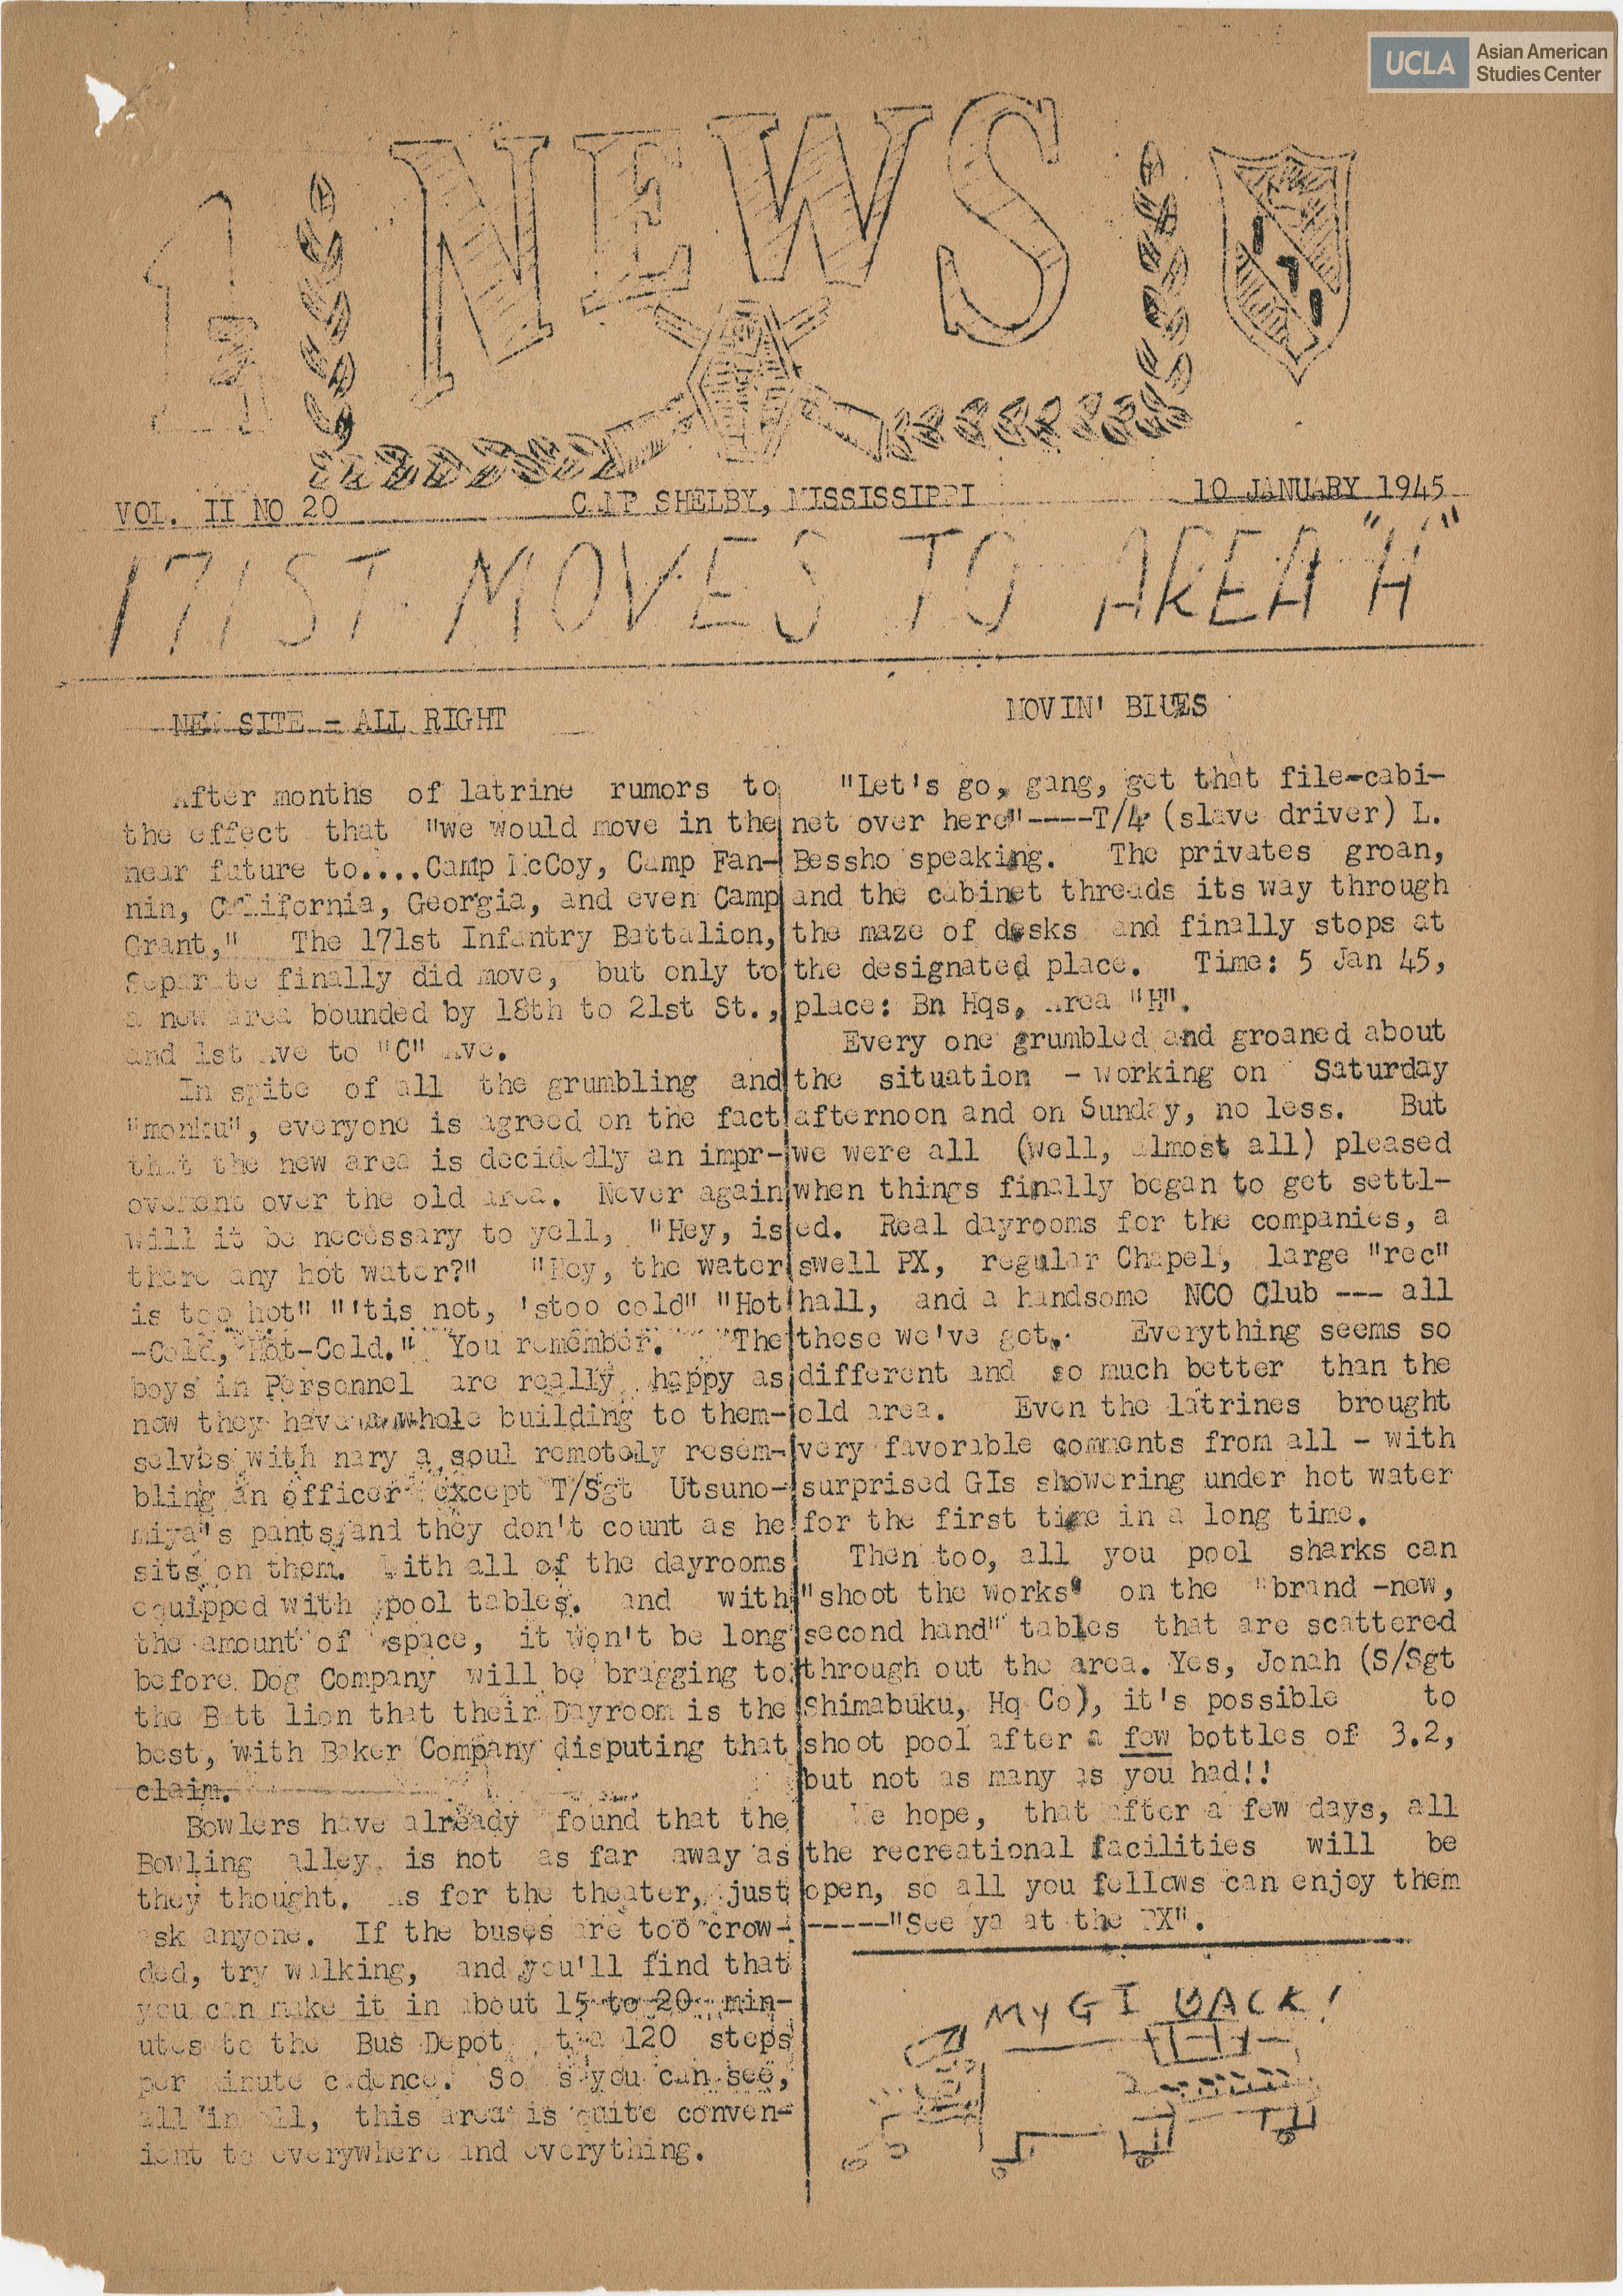 UCLA
Asian American
Studies Center
NEWS
VOL. II NO 20
CAMP SHELBY, MISSISSIPPI
10 JANUARY 1945
171ST MOVES TO AREA "H"
NEW SITE - ALL RIGHT
After months of latrine rumors to
the effect that "we would move in the
near future to....Camp McCoy, Camp Fan-
nin, California, Georgia, and even Camp
Grant," The 171st Infantry Battalion,
Separate finally did move, but only to
a new area bounded by 18th to 21st St.,
and 1st Ave to "C" Ave.
In spite of all the grumbling and
"monku", everyone is agreed on the fact
that the new area is decidedly an impr-
ovement over the old area. Never again
will it be necessary to yell, "Hey, is
there any hot water?" "Hey, the water
is too hot" "'tis not, 'stoo cold" "Hot
-Cold, Hot-Cold." You remember. "The
boys in Personnel are really happy as
now they have a whole building to them-
selves with nary a soul remotely resem-
bling an officer except T/Sgt Utsuno-
miya's pants, and they don't count as he
sits on them. With all of the dayrooms
equipped with pool tables. and with
the amount of space, it won't be long
before Dog Company will be bragging to
the Battalion that their Dayroom is the
best, with Baker Company disputing that
claim.
Bowlers have already found that the
Bowling alley is not as far away as
they thought. As for the theater, just
ask anyone. If the buses are too crow-
ded, try walking, and you'll find that
you can make it in about 15 to 20 min-
utes to the Bus Depot, 120 steps
per minute cadence. So as you can see,
all in all, this area is quite conven-
ient to everywhere and everything.
MOVIN' BLUES
"Let's go, gang, get that file-cabi-
net over here"----T/4 (slave driver) L.
Bessho speaking. The privates groan,
and the cabinet threads its way through
the maze of desks and finally stops at
the designated place. Time: 5 Jan 45,
place: Bn Hqs, Area "H".
Every one grumbled and groaned about
the situation - working on Saturday
afternoon and on Sunday, no less. But
we were all (well, almost all) pleased
when things finally began to get settl-
ed. Real dayrooms for the companies, a
swell PX, regular Chapel, large "rec"
hall, and a handsome NCO Club --- all
these we've got. Everything seems so
different and so much better than the
old area. Even the latrines brought
very favorable comments from all - with
surprised GIs showering under hot water
for the first time in a long time.
Then too, all you pool sharks can
"shoot the works" on the "brand -new,
second hand" tables that are scattered
through out the area. Yes, Jonah (S/Sgt
Shimabuku, Hq Co), it's possible to
shoot pool after a few bottles of 3.2,
but not as many as you had!!
We hope, that after a few days, all
the recreational facilities will be
open, so all you fellows can enjoy them
-----"See ya at the PX".
MY GI BACK!